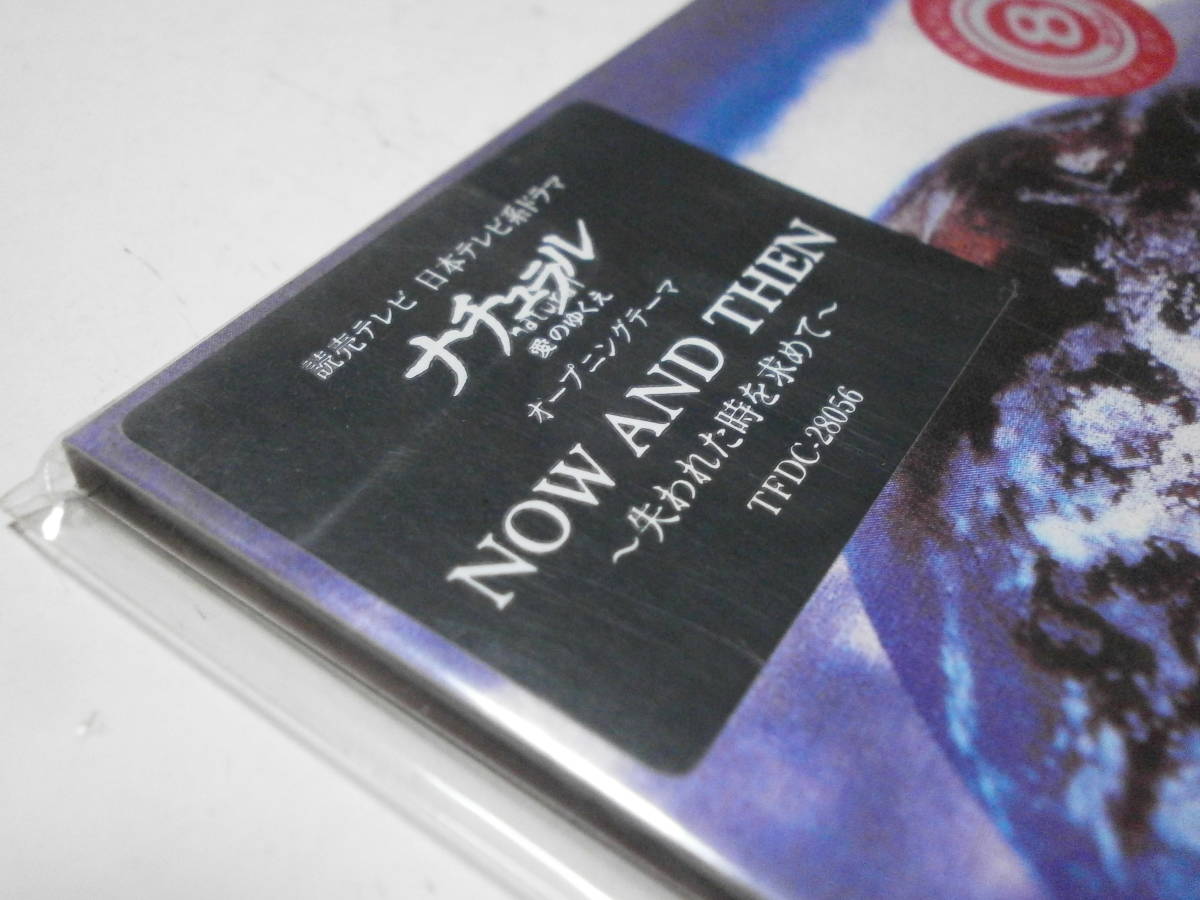 読売テレビ 日本テレビ系ドラマ
ナチュラル
愛のゆくえ
オープニングテーマ
NOW AND THEN
～失われた時を求めて～
TFDC-28056
8